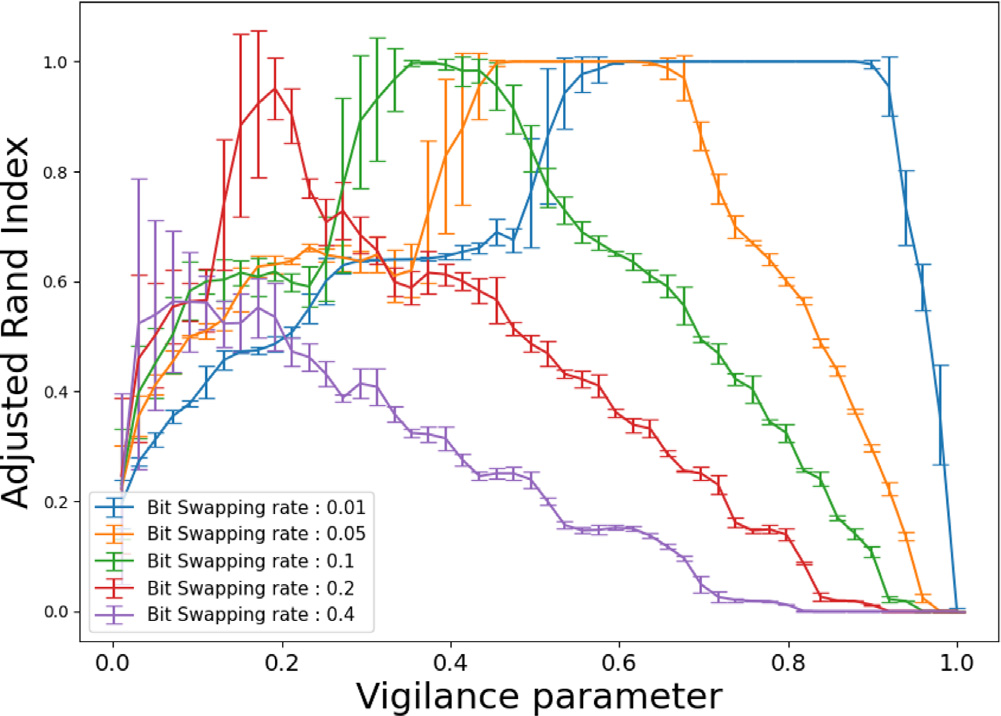 Adjusted Rand Index
1.0
0.8
0.6
0.4
0.2
0.0
Bit Swapping rate : 0.01
Bit Swapping rate : 0.05
Bit Swapping rate : 0.1
Bit Swapping rate : 0.2
Bit Swapping rate : 0.4
0.0 0.2 0.4 0.6 0.8 1.0
Vigilance parameter